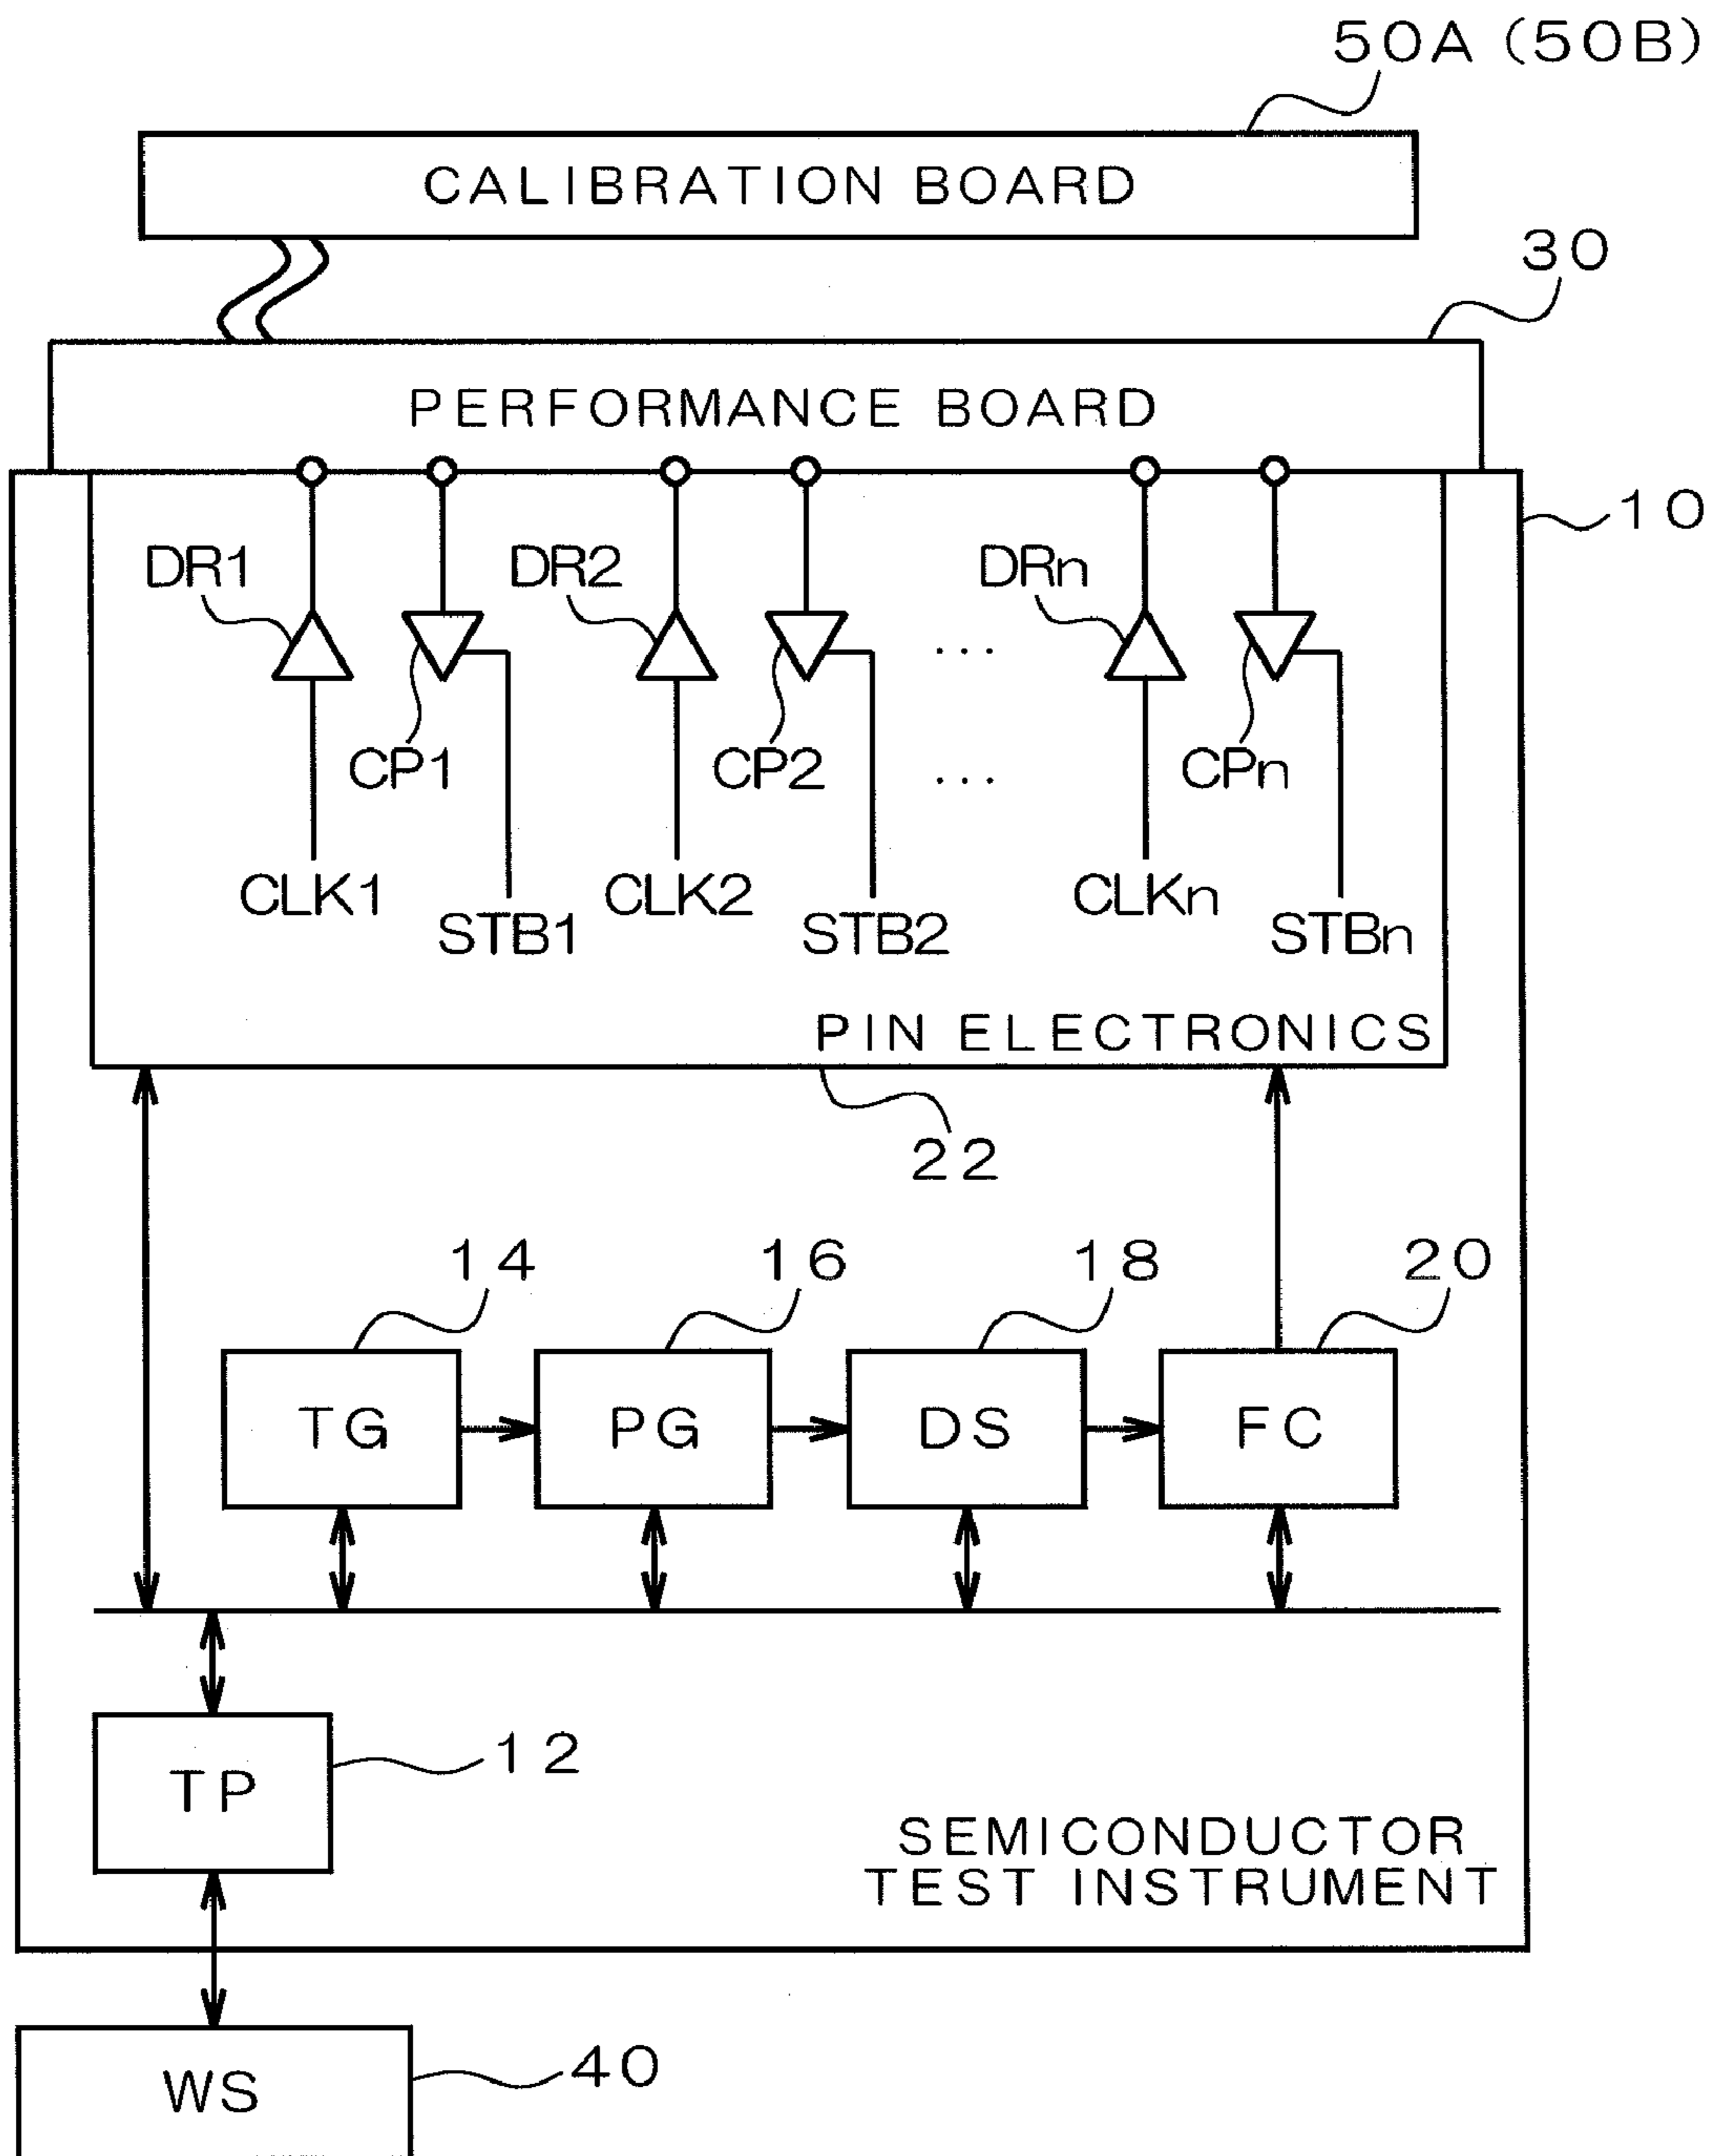 50A (50B)
CALIBRATION BOARD
30
PERFORMANCE BOARD
10
DR1 DR2 DRn
... 
CP1 CP2 ... CPn
CLK1 CLK2 CLKn
STB1 STB2 STBn
PIN ELECTRONICS
22
14 16 18 20
TG PG DS FC
12
TP
SEMICONDUCTOR
TEST INSTRUMENT
40
WS